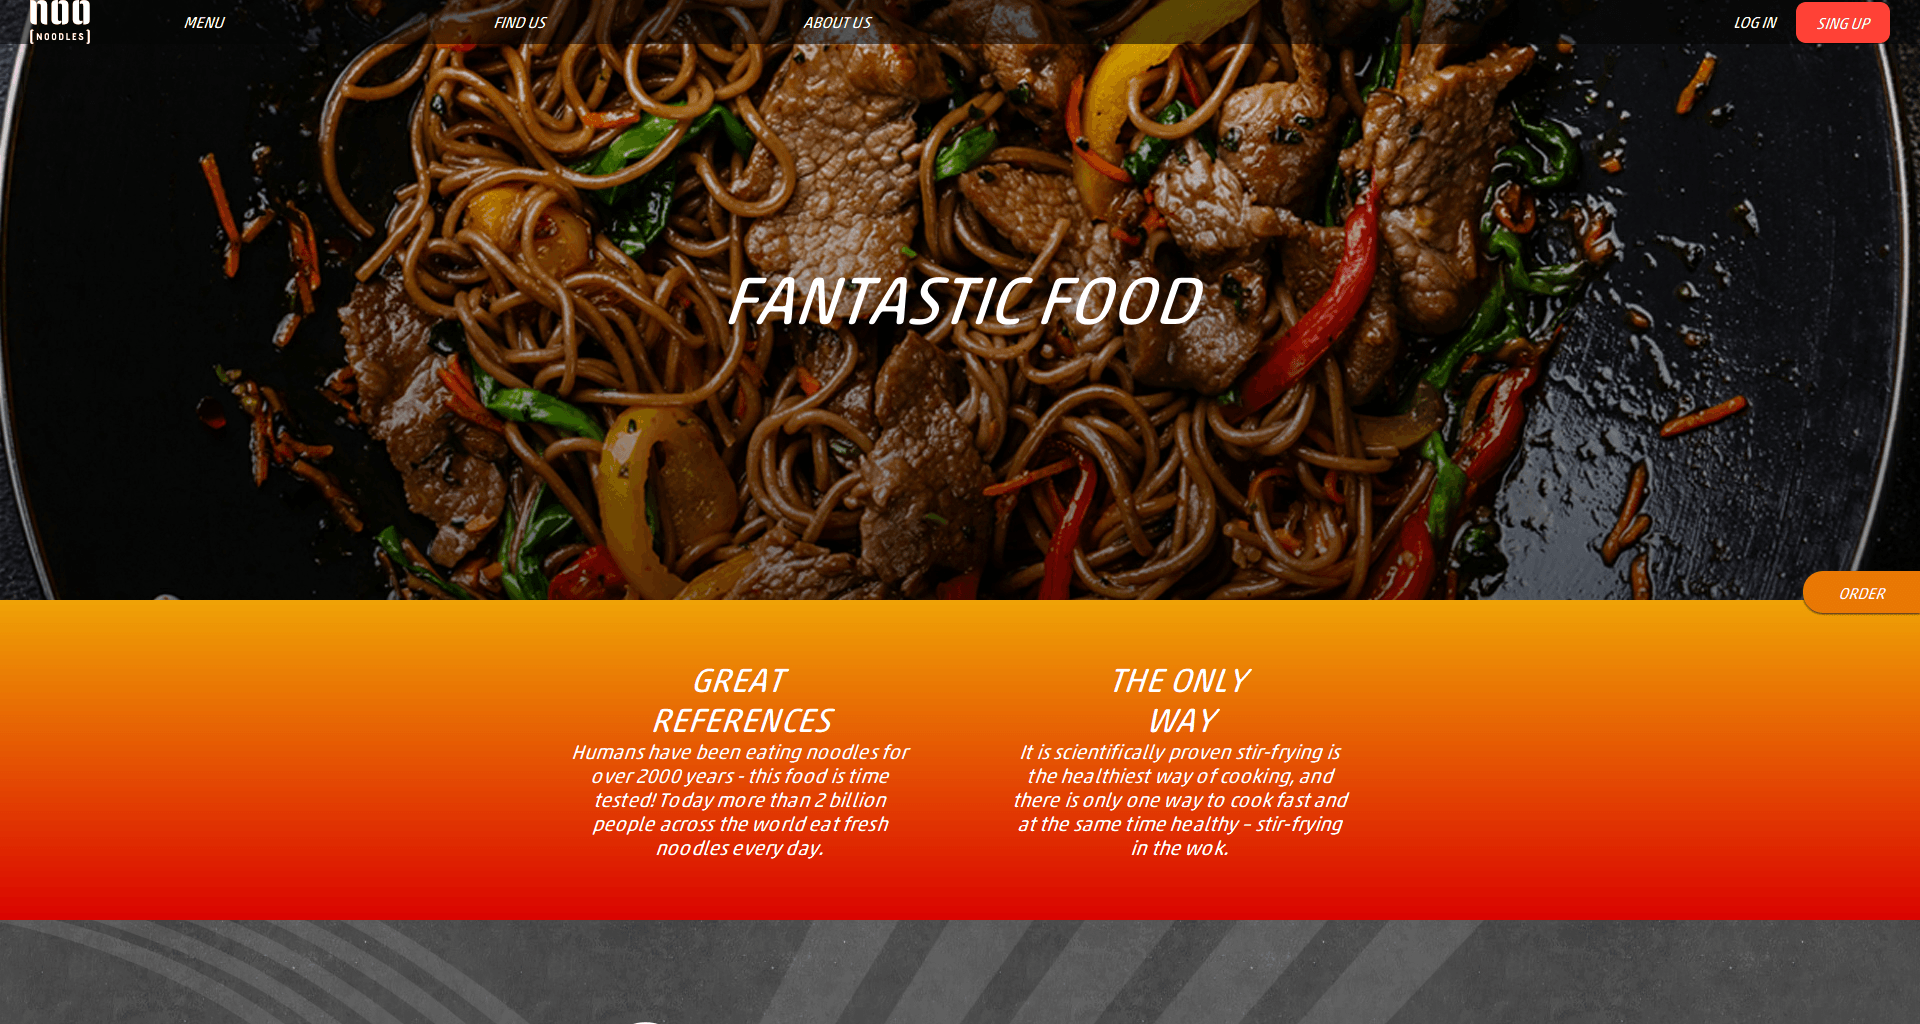 noo
[NOODLES]
MENU
FIND US
ABOUT US
LOG IN
SING UP
FANTASTIC FOOD
ORDER
GREAT
REFERENCES
Humans have been eating noodles for
over 2000 years - this food is time
tested! Today more than 2 billion
people across the world eat fresh
noodles every day.
THE ONLY
WAY
It is scientifically proven stir-frying is
the healthiest way of cooking, and
there is only one way to cook fast and
at the same time healthy – stir-frying
in the wok.